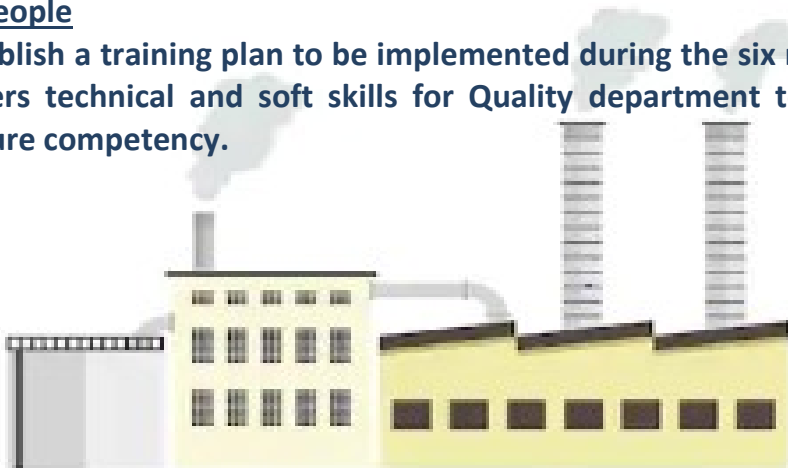 eople
blish a training plan to be implemented during the six
ers technical and soft skills for Quality department t
ure competency.